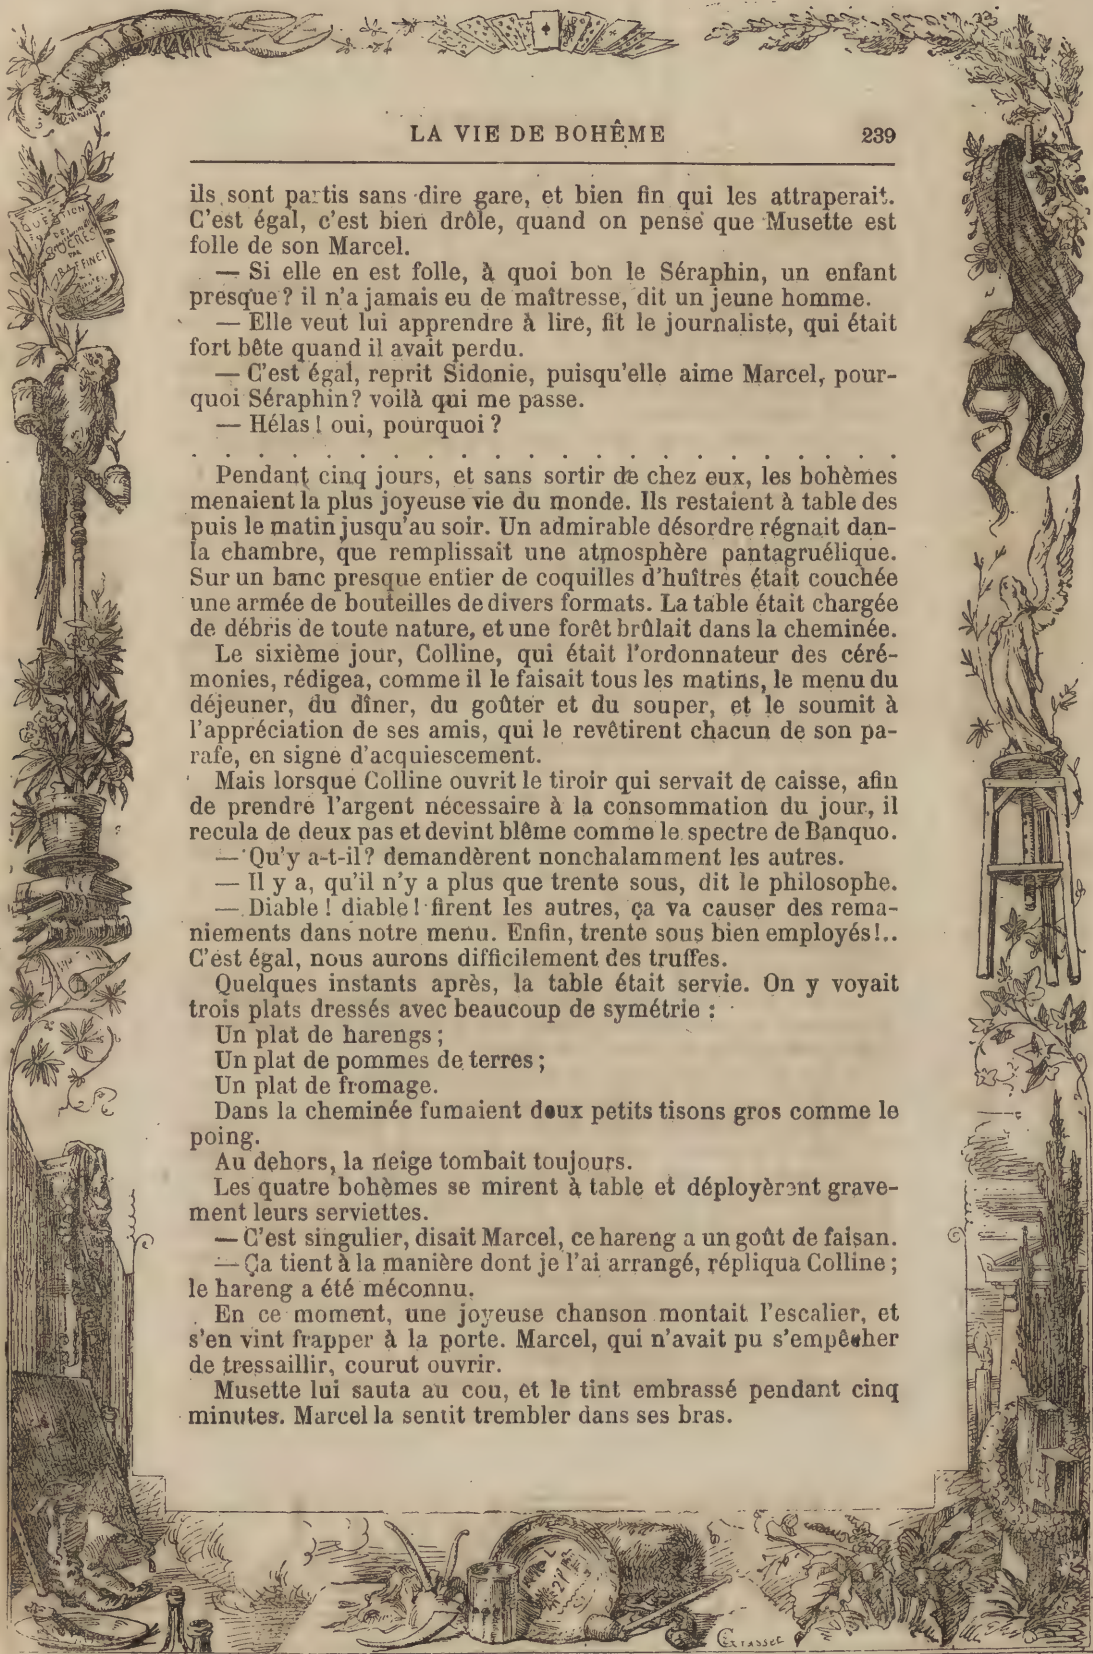 LA VIE DE BOHÊME 239
ils sont partis sans dire gare, et bien fin qui les attraperait.
C'est égal, c'est bien drôle, quand on pense que Musette est
folle de son Marcel.
— Si elle en est folle, à quoi bon le Séraphin, un enfant
presque? il n'a jamais eu de maîtresse, dit un jeune homme.
— Elle veut lui apprendre à lire, fit le journaliste, qui était
fort bête quand il avait perdu.
— C'est égal, reprit Sidonie, puisqu'elle aime Marcel, pour-
quoi Séraphin? voilà qui me passe.
— Hélas! oui, pourquoi?
. . . . . . . . . . . . . . . . . . . . . . . . . .
Pendant cinq jours, et sans sortir de chez eux, les bohèmes
menaient la plus joyeuse vie du monde. Ils restaient à table des
puis le matin jusqu'au soir. Un admirable désordre régnait dan-
la chambre, que remplissait une atmosphère pantagruélique.
Sur un banc presque entier de coquilles d'huîtres était couchée
une armée de bouteilles de divers formats. La table était chargée
de débris de toute nature, et une forêt brûlait dans la cheminée.
Le sixième jour, Colline, qui était l'ordonnateur des céré-
monies, rédigea, comme il le faisait tous les matins, le menu du
déjeuner, du dîner, du goûter et du souper, et le soumit à
l'appréciation de ses amis, qui le revêtirent chacun de son pa-
rafe, en signe d'acquiescement.
Mais lorsque Colline ouvrit le tiroir qui servait de caisse, afin
de prendre l'argent nécessaire à la consommation du jour, il
recula de deux pas et devint blême comme le spectre de Banquo.
— Qu'y a-t-il? demandèrent nonchalamment les autres.
— Il y a, qu'il n'y a plus que trente sous, dit le philosophe.
— Diable! diable! firent les autres, ça va causer des rema-
niements dans notre menu. Enfin, trente sous bien employés!..
C'est égal, nous aurons difficilement des truffes.
Quelques instants après, la table était servie. On y voyait
trois plats dressés avec beaucoup de symétrie :
Un plat de harengs;
Un plat de pommes de terres;
Un plat de fromage.
Dans la cheminée fumaient deux petits tisons gros comme le
poing.
Au dehors, la neige tombait toujours.
Les quatre bohèmes se mirent à table et déployèrent grave-
ment leurs serviettes.
— C'est singulier, disait Marcel, ce hareng a un goût de faisan.
— Ça tient à la manière dont je l'ai arrangé, répliqua Colline;
le hareng a été méconnu.
En ce moment, une joyeuse chanson montait l'escalier, et
s'en vint frapper à la porte. Marcel, qui n'avait pu s'empêcher
de tressaillir, courut ouvrir.
Musette lui sauta au cou, et le tint embrassé pendant cinq
minutes. Marcel la sentit trembler dans ses bras.
QUESTION
DES
SUCRES
PAR